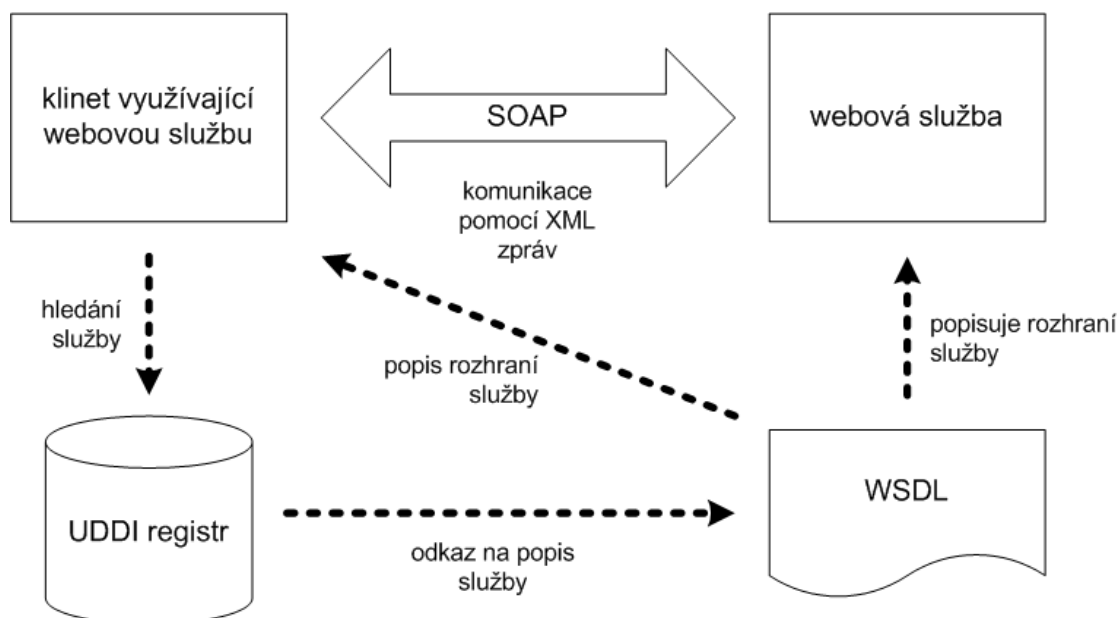 klinet využívající
webovou službu
SOAP
webová služba
komunikace
pomocí XML
zpráv
hledání
služby
popis rozhraní
služby
popisuje rozhraní
služby
UDDI registr
odkaz na popis
služby
WSDL